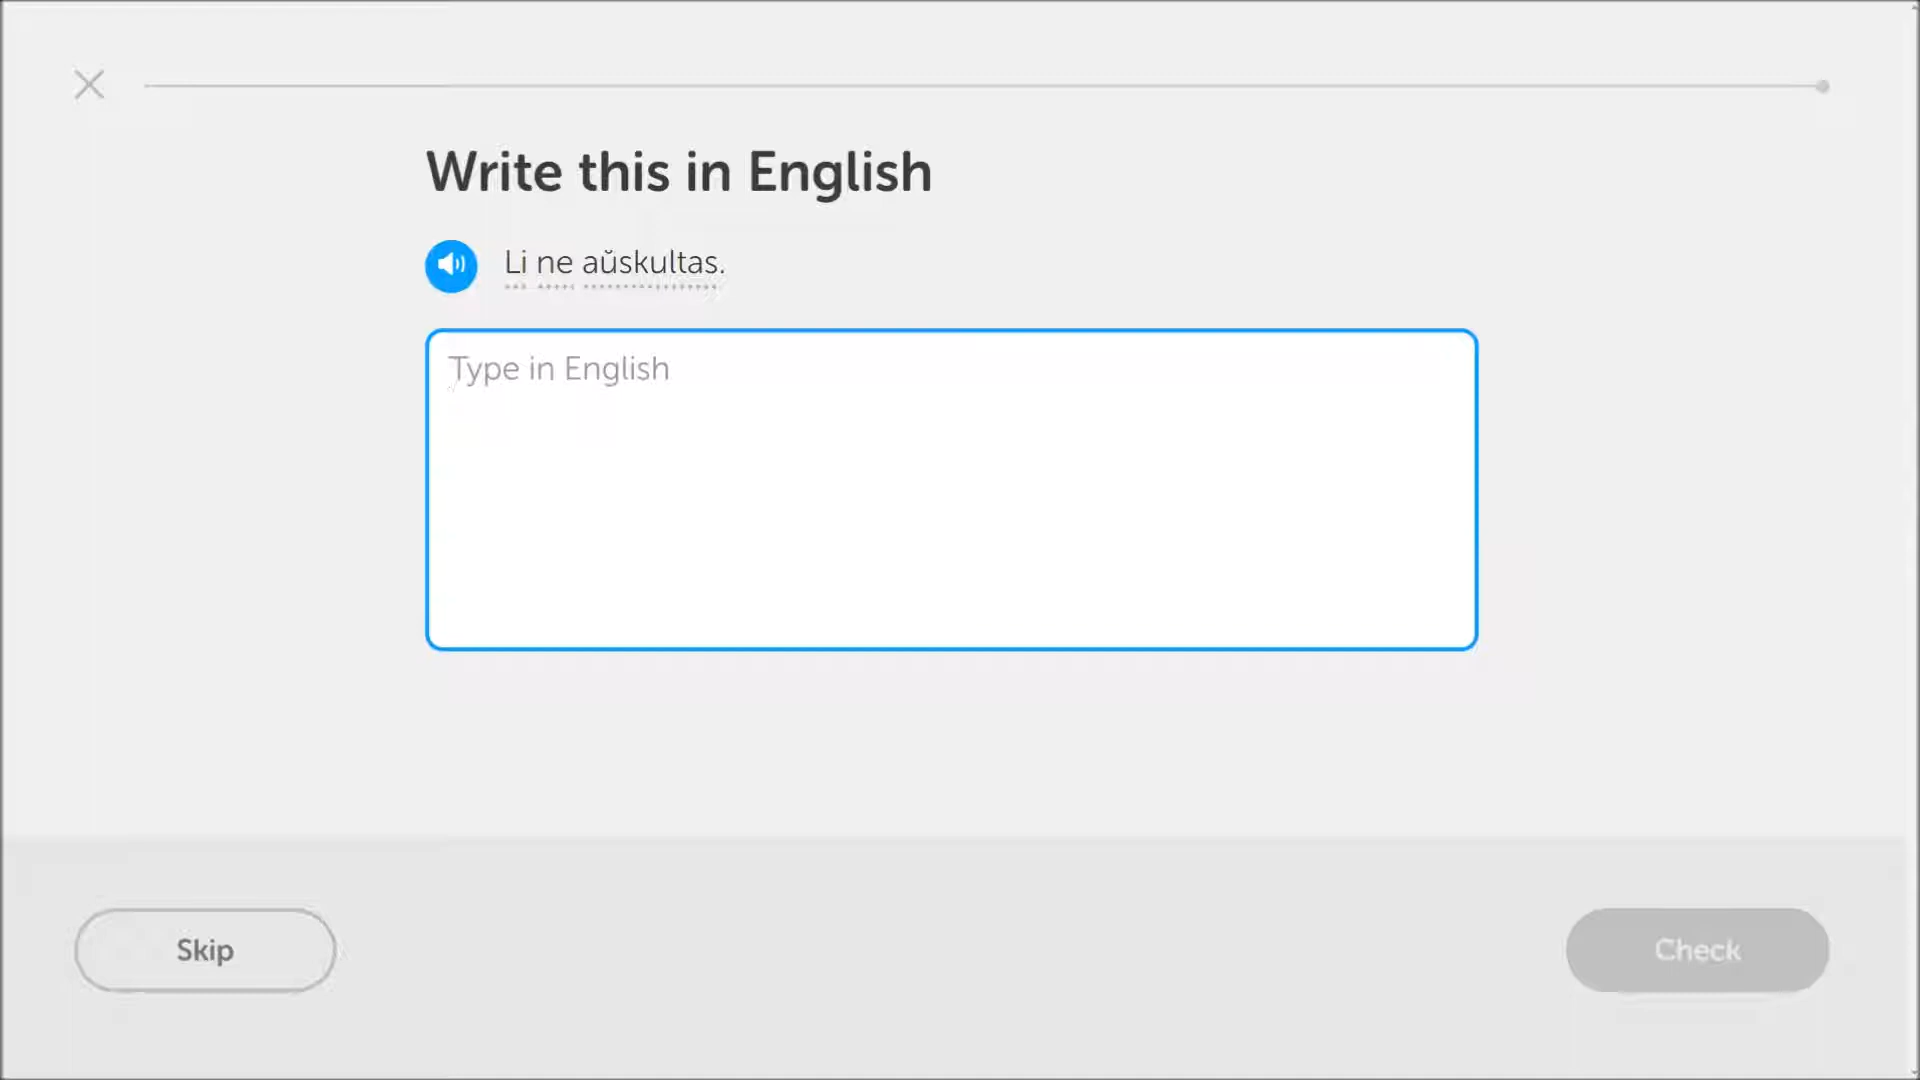 Write this in English
Li ne aŭskultas.
Type in English
Skip
Check